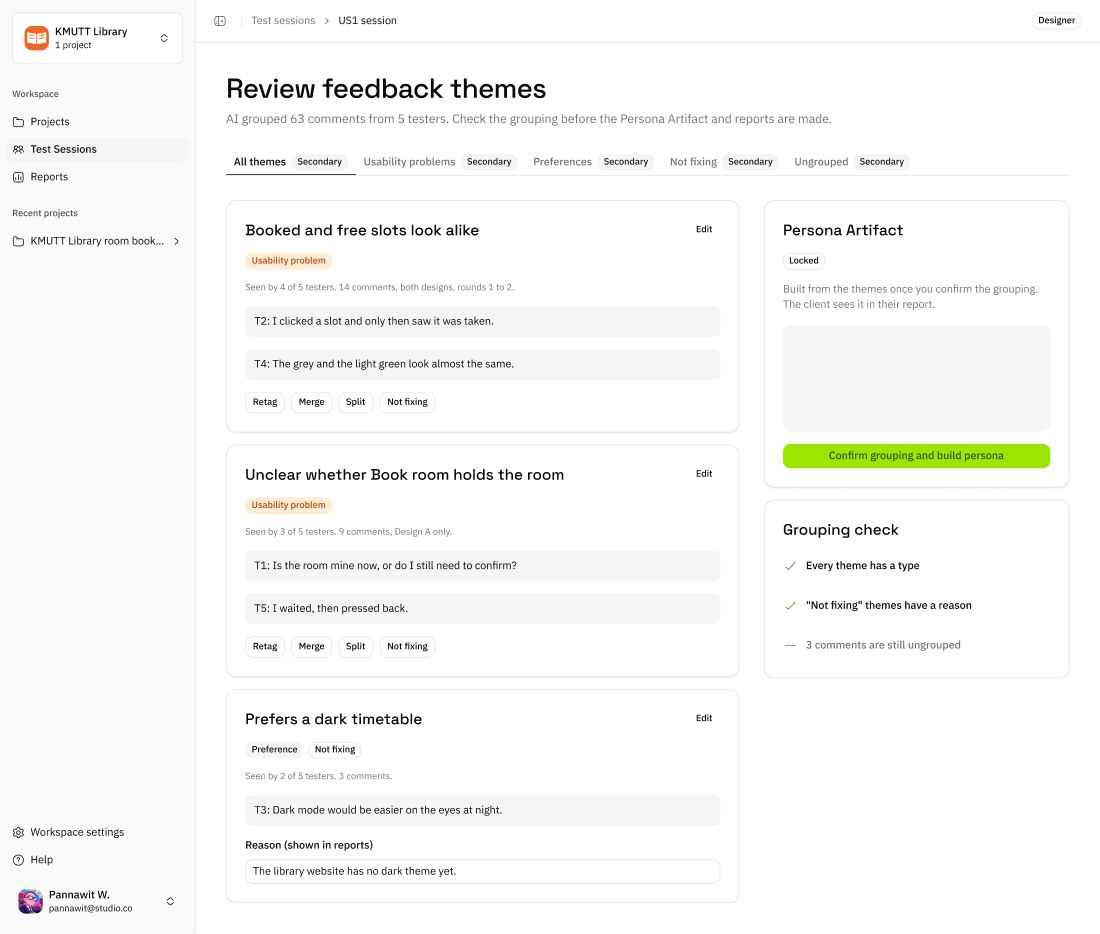 KMUTT Library
1 project
Workspace
Projects
Test Sessions
Reports
Recent projects
KMUTT Library room book...
Workspace settings
Help
Pannawit W.
pannawit@studio.co
Test sessions > US1 session
Designer
Review feedback themes
AI grouped 63 comments from 5 testers. Check the grouping before the Persona Artifact and reports are made.
All themes Secondary Usability problems Secondary Preferences Secondary Not fixing Secondary Ungrouped Secondary
Booked and free slots look alike
Edit
Usability problem
Seen by 4 of 5 testers. 14 comments, both designs, rounds 1 to 2.
T2: I clicked a slot and only then saw it was taken.
T4: The grey and the light green look almost the same.
Retag Merge Split Not fixing
Unclear whether Book room holds the room
Edit
Usability problem
Seen by 3 of 5 testers. 9 comments, Design A only.
T1: Is the room mine now, or do I still need to confirm?
T5: I waited, then pressed back.
Retag Merge Split Not fixing
Prefers a dark timetable
Edit
Preference Not fixing
Seen by 2 of 5 testers. 3 comments.
T3: Dark mode would be easier on the eyes at night.
Reason (shown in reports)
The library website has no dark theme yet.
Persona Artifact
Locked
Built from the themes once you confirm the grouping.
The client sees it in their report.
Confirm grouping and build persona
Grouping check
Every theme has a type
"Not fixing" themes have a reason
3 comments are still ungrouped